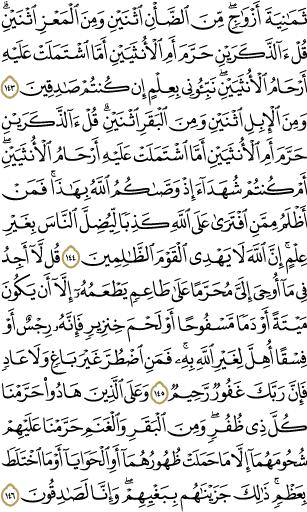 ثَمَٰنِيَةَ أَزْوَٰجٍ ۖ مِّنَ ٱلضَّأْنِ ٱثْنَيْنِ وَمِنَ ٱلْمَعْزِ ٱثْنَيْنِ ۗ
قُلْ ءَآلذَّكَرَيْنِ حَرَّمَ أَمِ ٱلْأُنثَيَيْنِ أَمَّا ٱشْتَمَلَتْ عَلَيْهِ
أَرْحَامُ ٱلْأُنثَيَيْنِ ۖ نَبِّـُٔونِى بِعِلْمٍ إِن كُنتُمْ صَٰدِقِينَ ١٤٣
وَمِنَ ٱلْإِبِلِ ٱثْنَيْنِ وَمِنَ ٱلْبَقَرِ ٱثْنَيْنِ ۗ قُلْ ءَآلذَّكَرَيْنِ
حَرَّمَ أَمِ ٱلْأُنثَيَيْنِ أَمَّا ٱشْتَمَلَتْ عَلَيْهِ أَرْحَامُ ٱلْأُنثَيَيْنِ ۖ
أَمْ كُنتُمْ شُهَدَآءَ إِذْ وَصَّىٰكُمُ ٱللَّهُ بِهَٰذَا ۚ فَمَنْ
أَظْلَمُ مِمَّنِ ٱفْتَرَىٰ عَلَى ٱللَّهِ كَذِبًا لِّيُضِلَّ ٱلنَّاسَ بِغَيْرِ
عِلْمٍ ۗ إِنَّ ٱللَّهَ لَا يَهْدِى ٱلْقَوْمَ ٱلظَّٰلِمِينَ ١٤٤ قُل لَّآ أَجِدُ
فِى مَآ أُوحِىَ إِلَىَّ مُحَرَّمًا عَلَىٰ طَاعِمٍ يَطْعَمُهُۥٓ إِلَّآ أَن يَكُونَ
مَيْتَةً أَوْ دَمًا مَّسْفُوحًا أَوْ لَحْمَ خِنزِيرٍ فَإِنَّهُۥ رِجْسٌ أَوْ
فِسْقًا أُهِلَّ لِغَيْرِ ٱللَّهِ بِهِۦ ۚ فَمَنِ ٱضْطُرَّ غَيْرَ بَاغٍ وَلَا عَادٍ
فَإِنَّ رَبَّكَ غَفُورٌ رَّحِيمٌ ١٤٥ وَعَلَى ٱلَّذِينَ هَادُوا۟ حَرَّمْنَا
كُلَّ ذِى ظُفُرٍ ۖ وَمِنَ ٱلْبَقَرِ وَٱلْغَنَمِ حَرَّمْنَا عَلَيْهِمْ
شُحُومَهُمَآ إِلَّا مَا حَمَلَتْ ظُهُورُهُمَآ أَوِ ٱلْحَوَايَآ أَوْ مَا ٱخْتَلَطَ
بِعَظْمٍ ۚ ذَٰلِكَ جَزَيْنَٰهُم بِبَغْيِهِمْ ۖ وَإِنَّا لَصَٰدِقُونَ ١٤٦